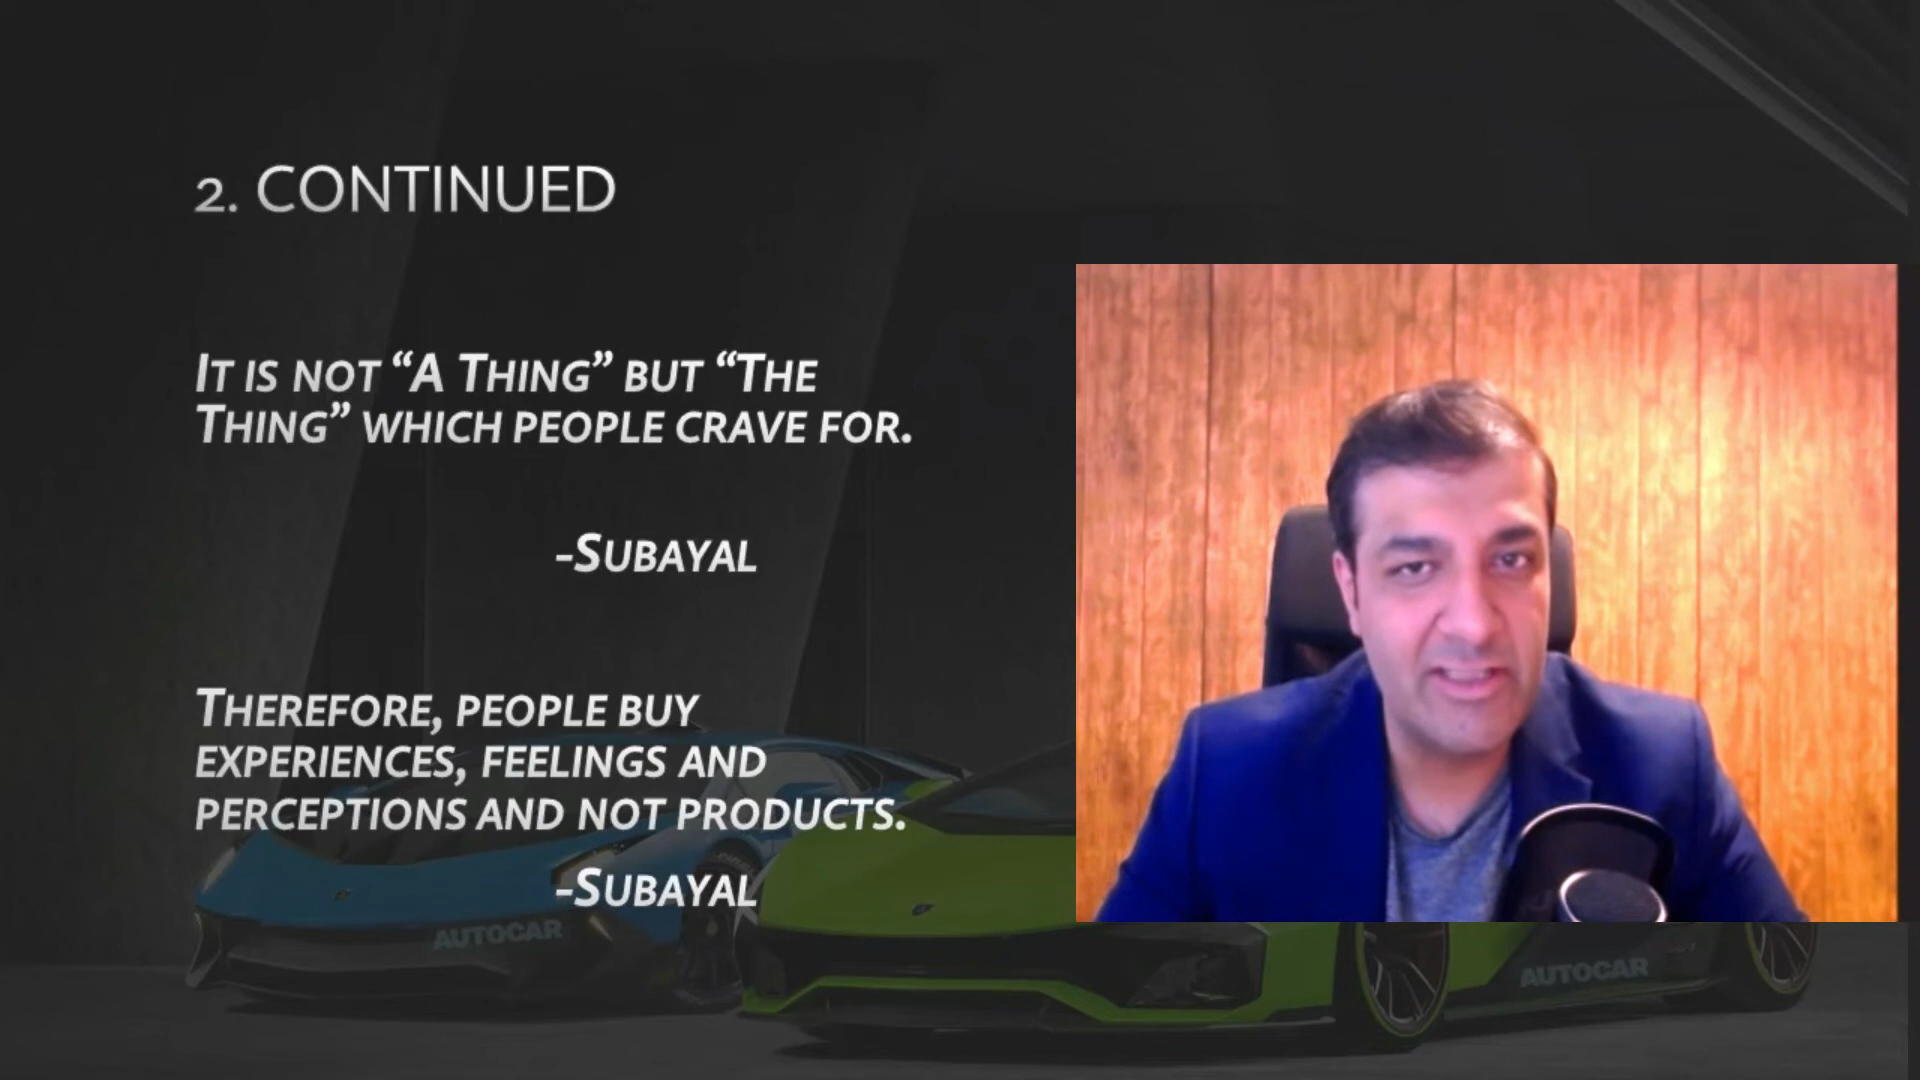 2. CONTINUED
IT IS NOT “A THING” BUT “THE
THING” WHICH PEOPLE CRAVE FOR.
-SUBAYAL
THEREFORE, PEOPLE BUY
EXPERIENCES, FEELINGS AND
PERCEPTIONS AND NOT PRODUCTS.
-SUBAYAL
AUTOCAR
AUTOCAR